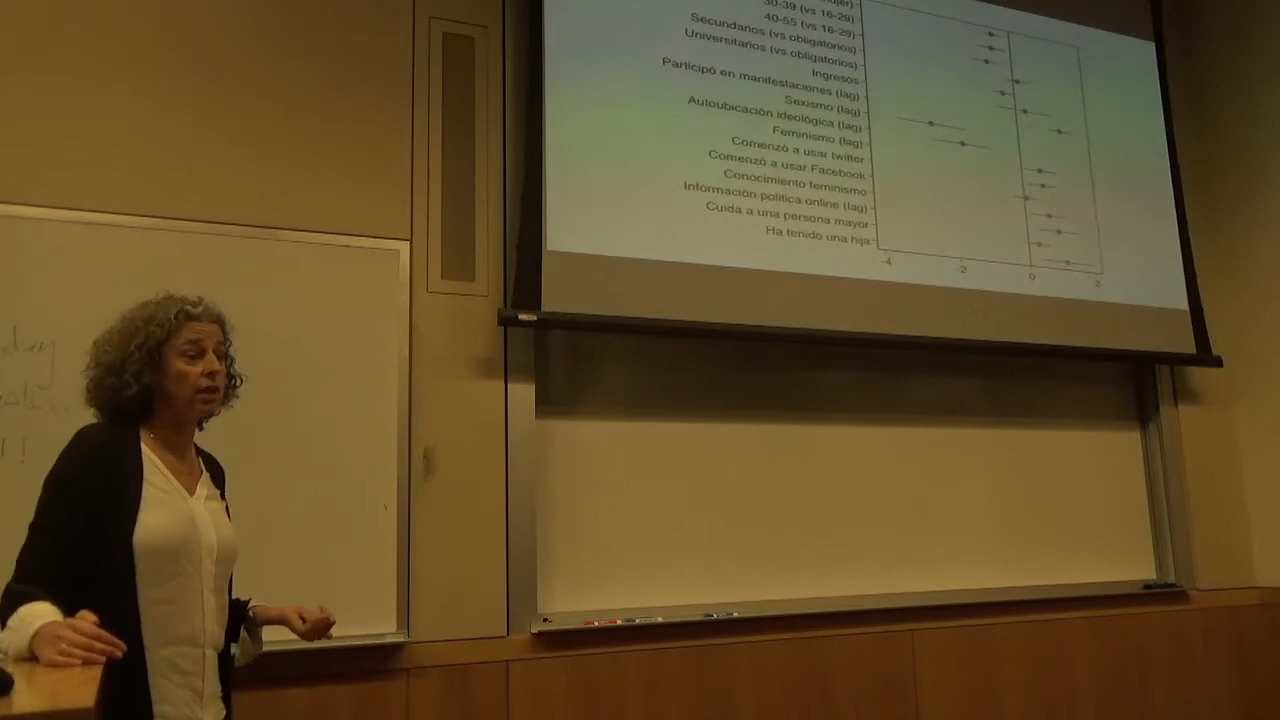 30-39 (vs 16-29)
40-55 (vs 16-29)
Secundarios (vs obligatorios)
Universitarios (vs obligatorios)
Ingresos
Participó en manifestaciones (lag)
Sexismo (lag)
Autoubicación ideológica (lag)
Feminismo (lag)
Comenzó a usar twitter
Comenzó a usar Facebook
Conocimiento feminismo
Información política online (lag)
Cuida a una persona mayor
Ha tenido una hija
-4 -2 0 2